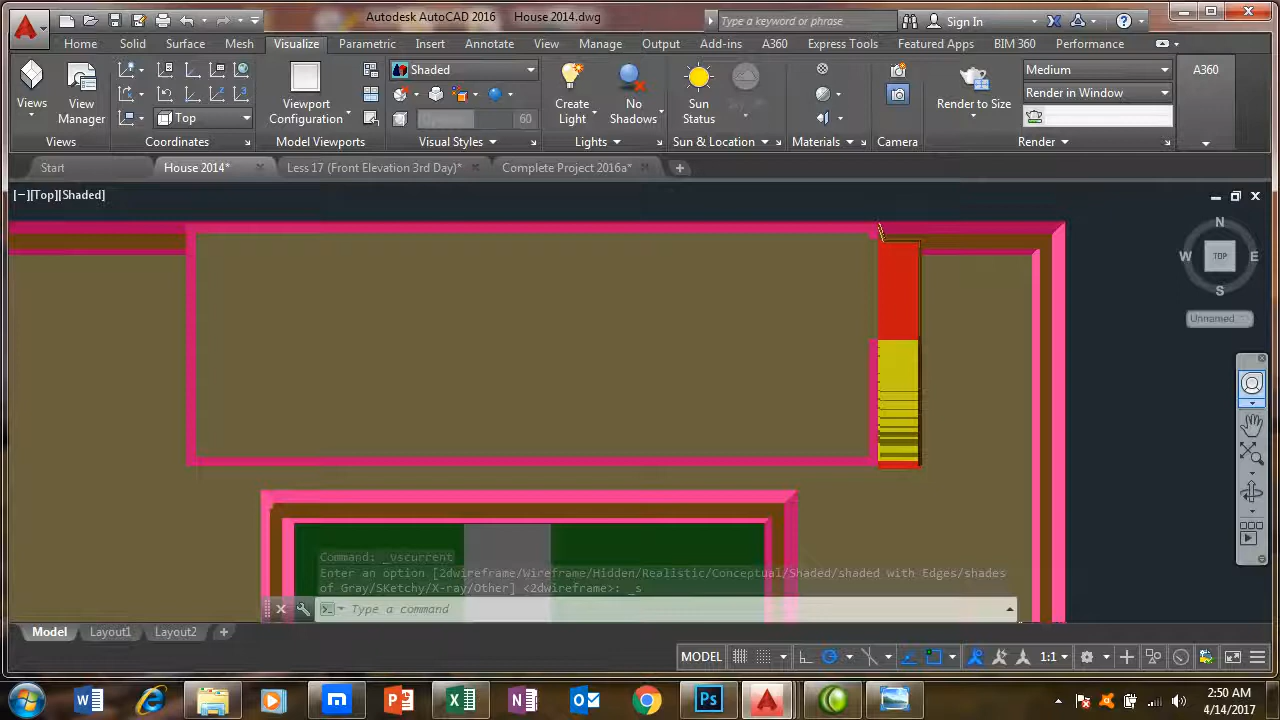 Autodesk AutoCAD 2016 House 2014.dwg
Type a keyword or phrase
Sign In
Home Solid Surface Mesh Visualize Parametric Insert Annotate View Manage Output Add-ins A360 Express Tools Featured Apps BIM 360 Performance
Views
View Manager
Views
Top
Coordinates
Viewport Configuration
Model Viewports
Shaded
60
Visual Styles
Create Light
No Shadows
Lights
Sun Status
Sun & Location
Materials
Camera
Render to Size
Medium
Render in Window
Render
A360
Start House 2014* Less 17 (Front Elevation 3rd Day)* Complete Project 2016a*
[−][Top][Shaded]
N
W TOP E
S
Unnamed
Command: _vscurrent
Enter an option [2dwireframe/Wireframe/Hidden/Realistic/Conceptual/Shaded/shaded with Edges/shades
of Gray/SKetchy/X-ray/Other] <2dwireframe>: _s
Type a command
Model Layout1 Layout2
MODEL 1:1
2:50 AM
4/14/2017